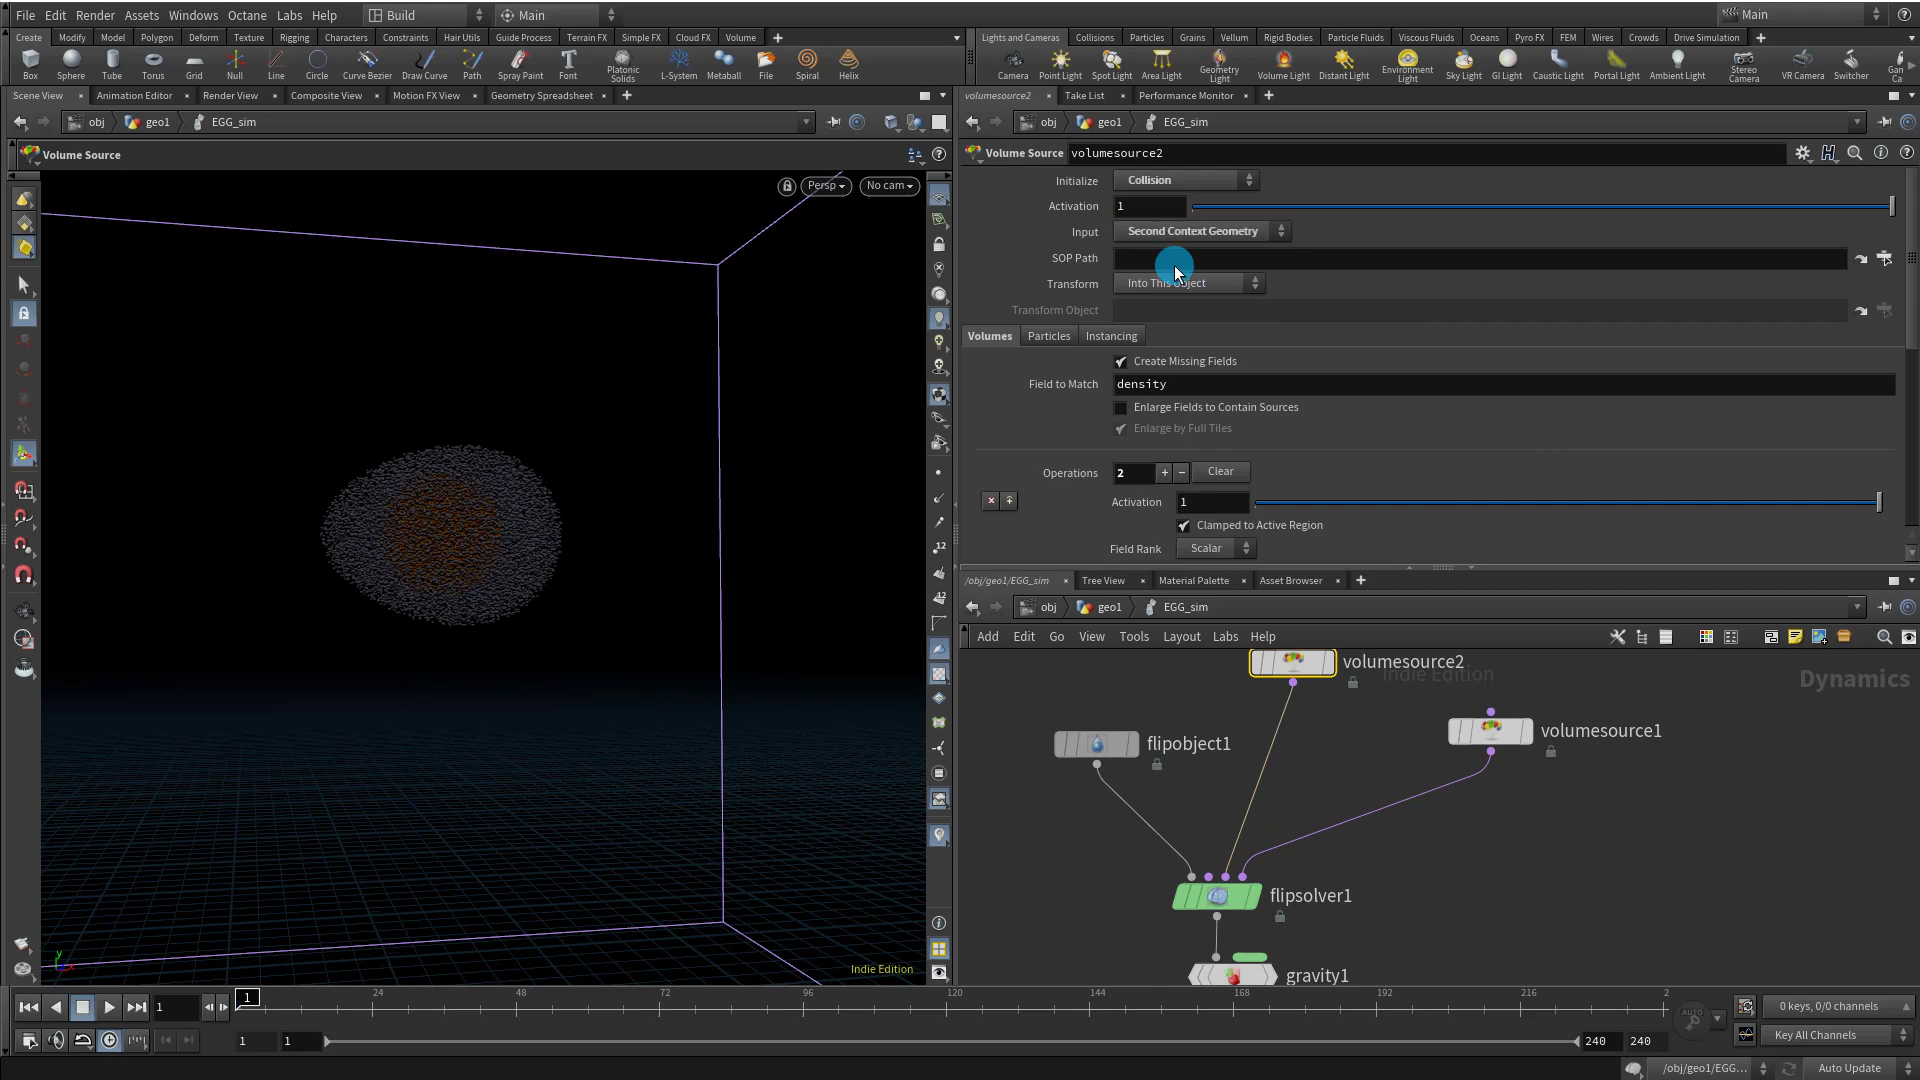 File Edit Render Assets Windows Octane Labs Help Build Main Main
Create Modify Model Polygon Deform Texture Rigging Characters Constraints Hair Utils Guide Process Terrain FX Simple FX Cloud FX Volume
Lights and Cameras Collisions Particles Grains Vellum Rigid Bodies Particle Fluids Viscous Fluids Oceans Pyro FX FEM Wires Crowds Drive Simulation
Box Sphere Tube Torus Grid Null Line Circle Curve Bezier Draw Curve Path Spray Paint Font Platonic Solids L-System Metaball File Spiral Helix
Camera Point Light Spot Light Area Light Geometry Light Volume Light Distant Light Environment Light Sky Light GI Light Caustic Light Portal Light Ambient Light Stereo Camera VR Camera Switcher Gan Ca
Scene View Animation Editor Render View Composite View Motion FX View Geometry Spreadsheet
volumesource2 Take List Performance Monitor
obj geo1 EGG_sim
obj geo1 EGG_sim
Volume Source
Volume Source volumesource2
Persp No cam
Initialize Collision
Activation 1
Input Second Context Geometry
SOP Path
Transform Into This Object
Transform Object
Volumes Particles Instancing
Create Missing Fields
Field to Match density
Enlarge Fields to Contain Sources
Enlarge by Full Tiles
Operations 2 + − Clear
Activation 1
Clamped to Active Region
Field Rank Scalar
/obj/geo1/EGG_sim Tree View Material Palette Asset Browser
obj geo1 EGG_sim
Add Edit Go View Tools Layout Labs Help
volumesource2
Indie Edition
Dynamics
flipobject1
volumesource1
flipsolver1
gravity1
12
12
y
x
Indie Edition
1 1 24 48 72 96 120 144 168 192 216 2
AUTO
0 keys, 0/0 channels
1 1 240 240
Key All Channels
/obj/geo1/EGG... Auto Update